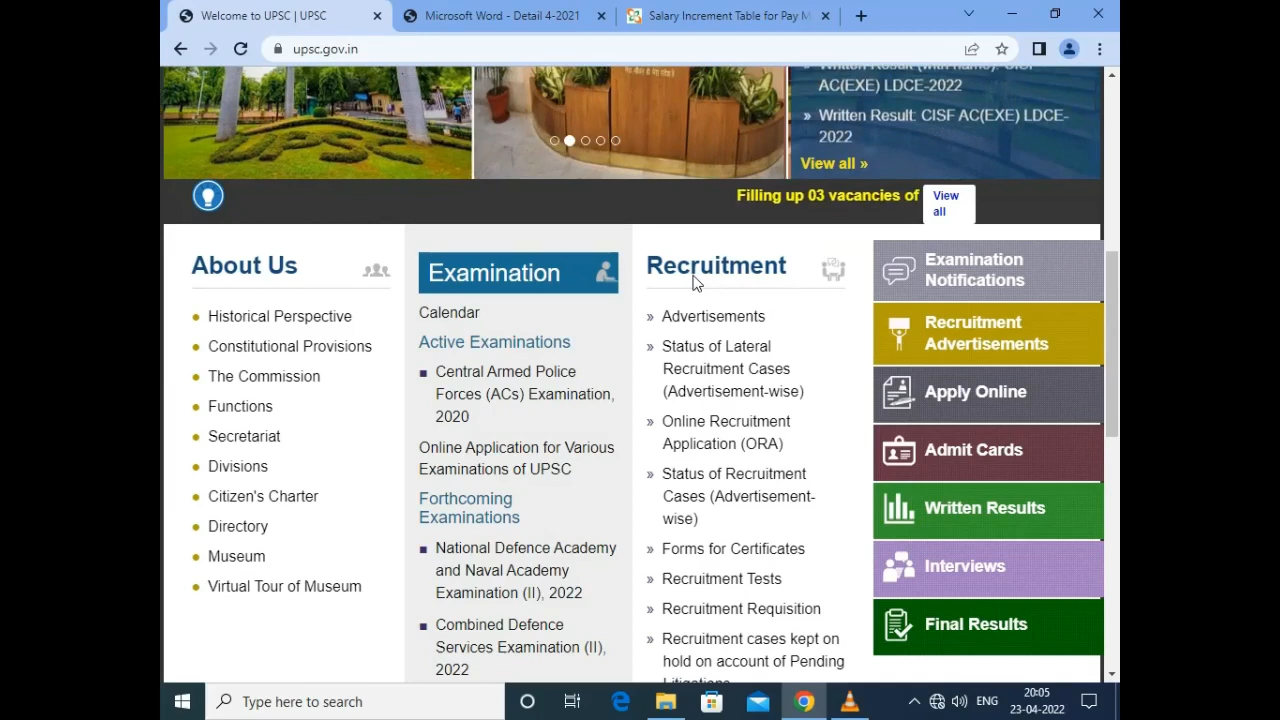 Welcome to UPSC | UPSC
Microsoft Word - Detail 4-2021
Salary Increment Table for Pay M
upsc.gov.in
Written Result (with name): CISF
AC(EXE) LDCE-2022
» Written Result: CISF AC(EXE) LDCE-
2022
View all »
Filling up 03 vacancies of
View
all
About Us
Historical Perspective
Constitutional Provisions
The Commission
Functions
Secretariat
Divisions
Citizen's Charter
Directory
Museum
Virtual Tour of Museum
Examination
Calendar
Active Examinations
Central Armed Police
Forces (ACs) Examination,
2020
Online Application for Various
Examinations of UPSC
Forthcoming
Examinations
National Defence Academy
and Naval Academy
Examination (II), 2022
Combined Defence
Services Examination (II),
2022
Recruitment
» Advertisements
» Status of Lateral
Recruitment Cases
(Advertisement-wise)
» Online Recruitment
Application (ORA)
» Status of Recruitment
Cases (Advertisement-
wise)
» Forms for Certificates
» Recruitment Tests
» Recruitment Requisition
» Recruitment cases kept on
hold on account of Pending
Litigations
Examination
Notifications
Recruitment
Advertisements
Apply Online
Admit Cards
Written Results
Interviews
Final Results
Type here to search
ENG
20:05
23-04-2022